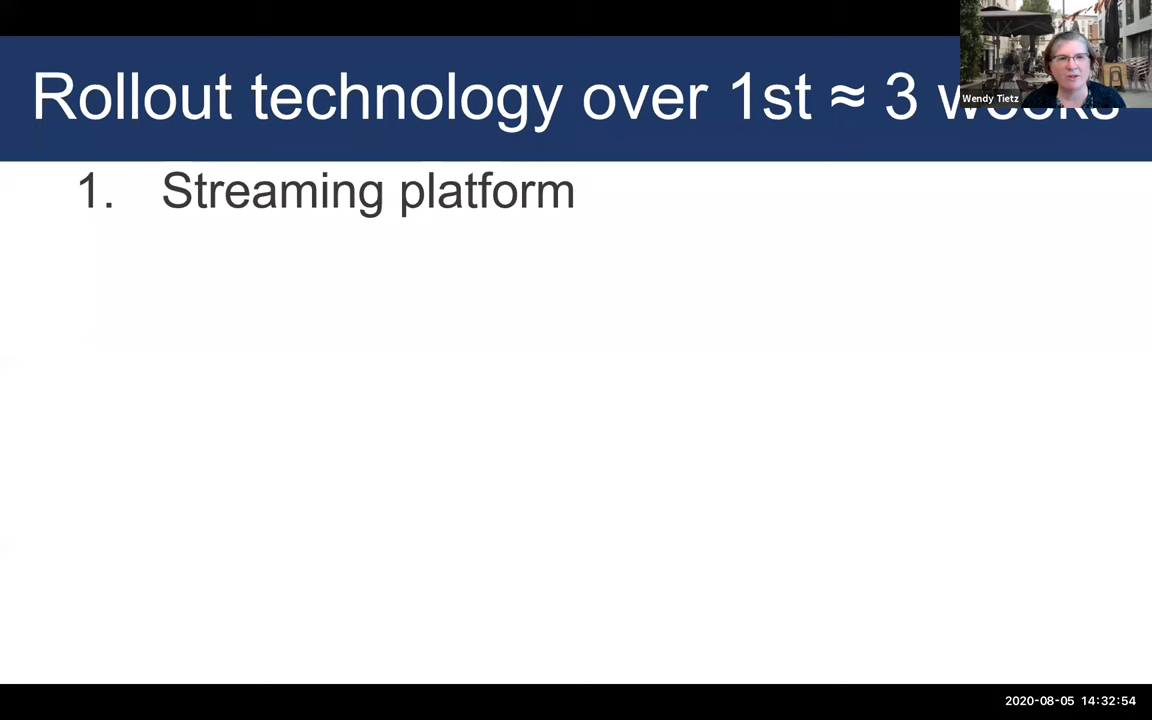 Rollout technology over 1st ≈ 3 weeks
Wendy Tietz
1. Streaming platform
2020-08-05 14:32:54